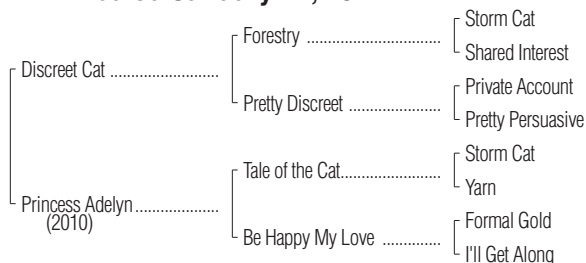 Storm Cat
Forestry ................................
Shared Interest
Discreet Cat ..........................
Private Account
Pretty Discreet ......................
Pretty Persuasive
Storm Cat
Tale of the Cat........................
Yarn
Princess Adelyn....................
(2010)
Formal Gold
Be Happy My Love ..............
I'll Get Along